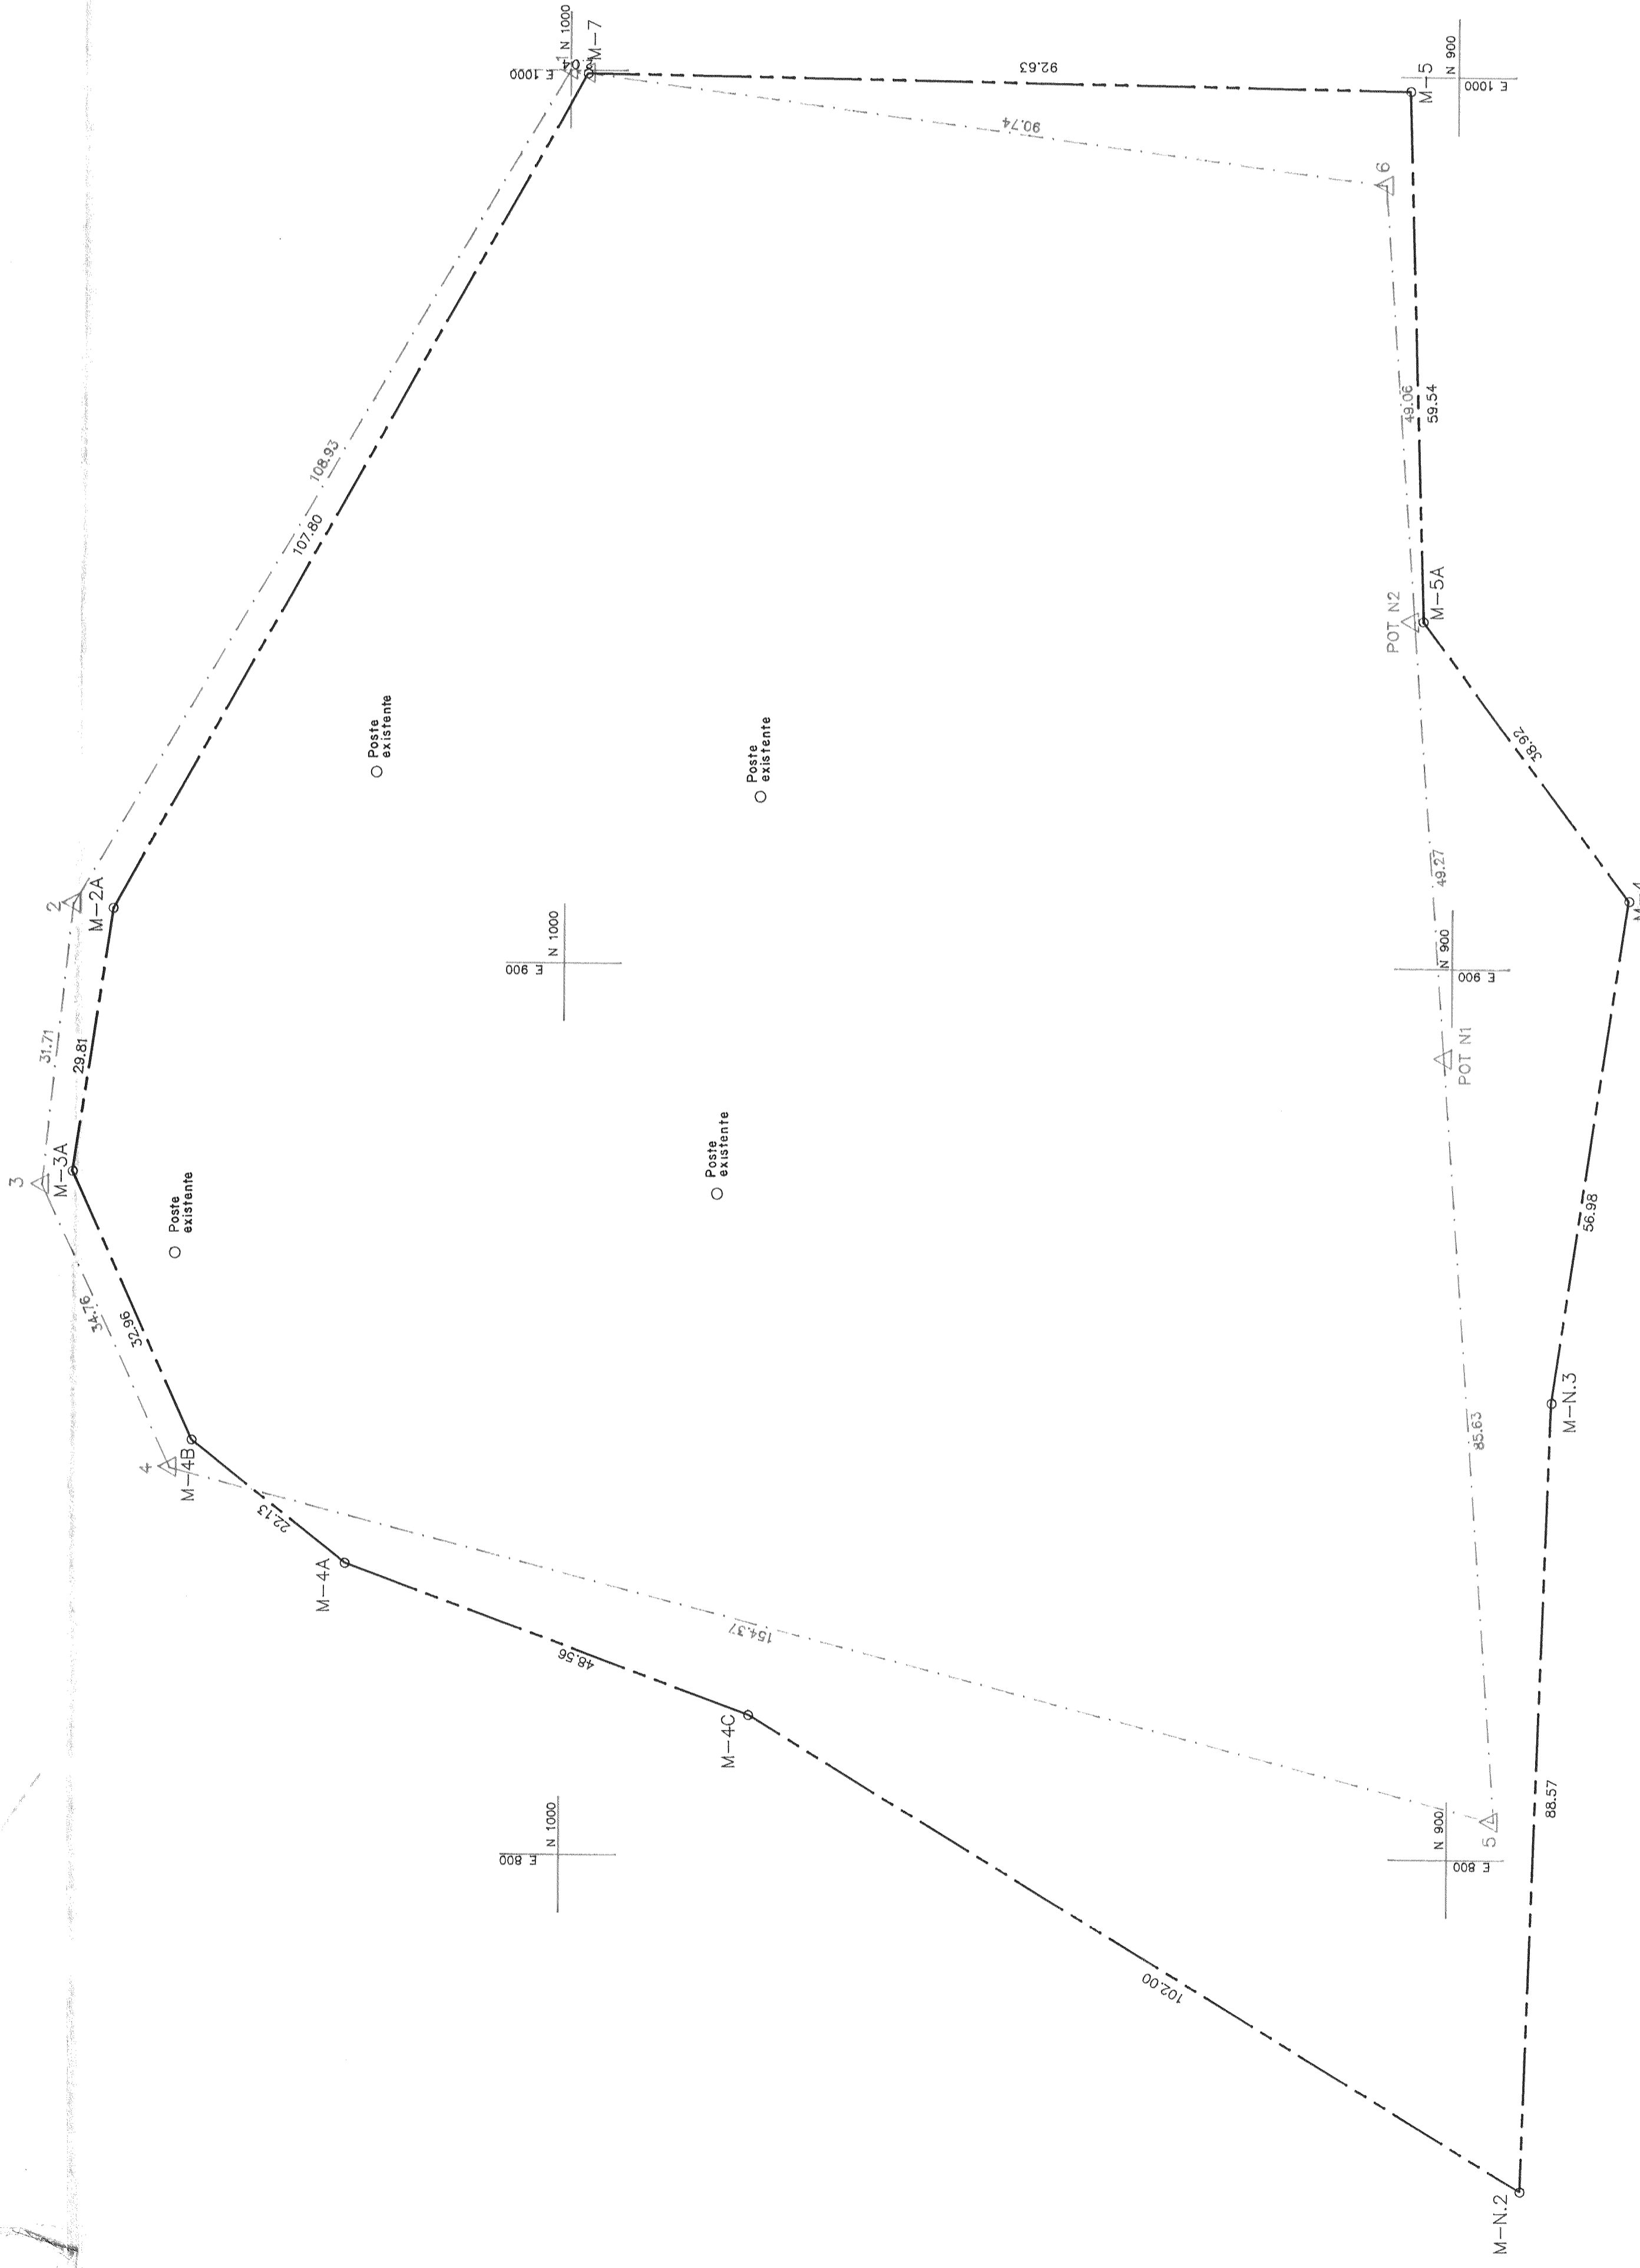 N 1000
E 1000
M-7
92.63
90.74
M-5
N 900
E 1000
6
108.93
107.80
49.06
59.54
POT N2
M-5A
Poste
existente
Poste
existente
38.92
2
M-2A
N 1000
E 900
49.27
N 900
E 900
M-4
31.71
29.81
POT N1
3
M-3A
Poste
existente
Poste
existente
34.76
32.96
56.98
4
M-4B
M-N.3
85.63
22.13
M-4A
154.37
48.56
M-4C
N 1000
E 800
N 900
E 800
5
88.57
102.00
M-N.2